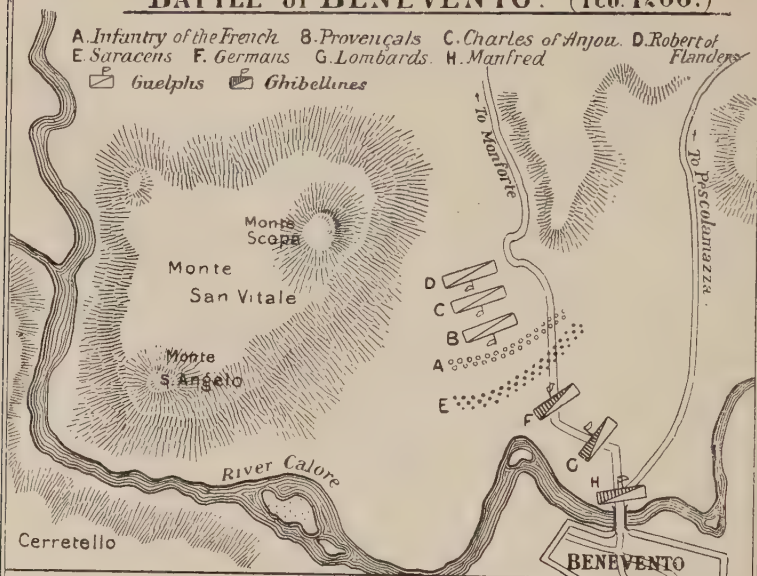 BATTLE of BENEVENTO. (Feb. 1266.)
A. Infantry of the French B. Provençals C. Charles of Anjou. D. Robert of
E. Saracens F. Germans G. Lombards. H. Manfred Flanders
Guelphs Ghibellines
To Monforte
To Pescolamazza
Monte
Scopa
Monte
San Vitale
D
C
B
A
Monte
S. Angelo
E
F
C
River Calore
H
Cerretello
BENEVENTO